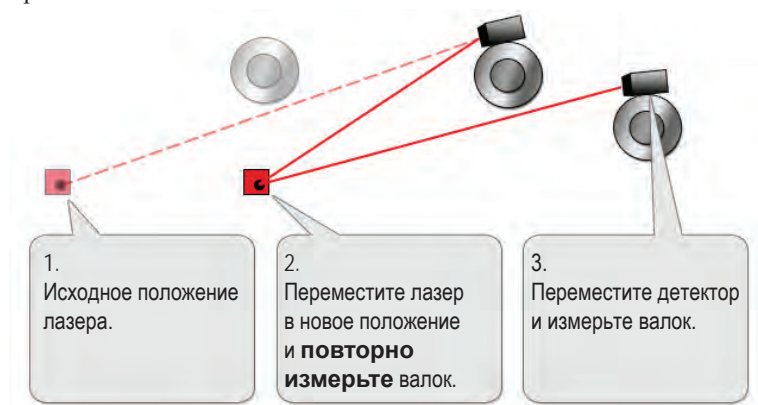 1.
Исходное положение
лазера.
2.
Переместите лазер
в новое положение
и повторно
измерьте валок.
3.
Переместите детектор
и измерьте валок.